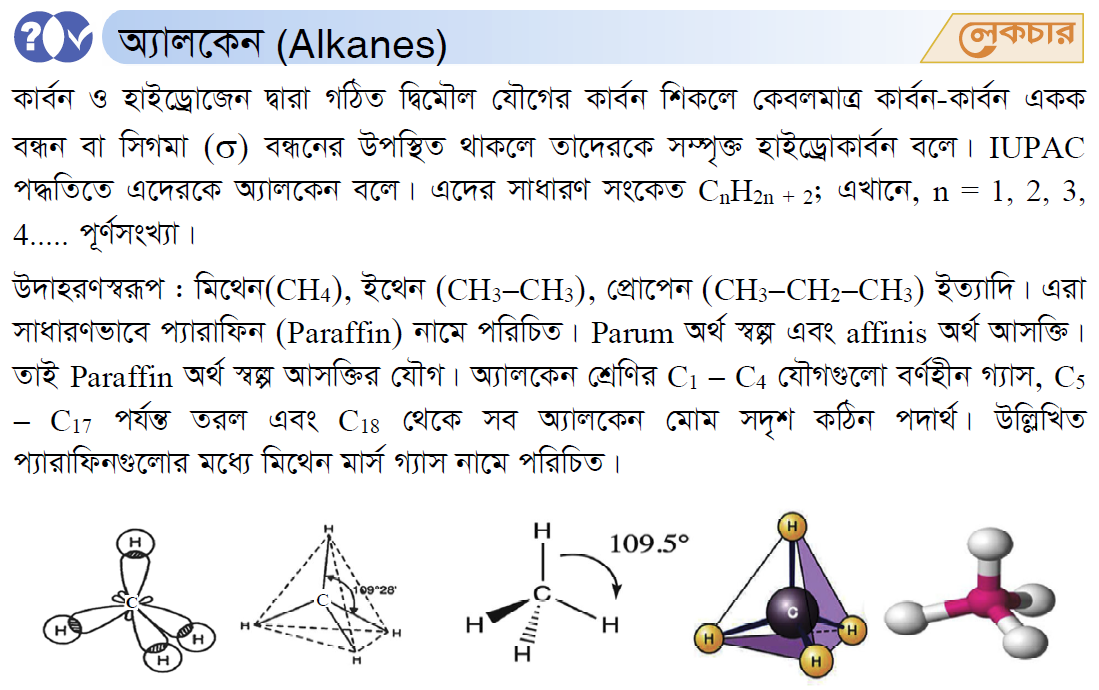 অ্যালকেন (Alkanes)
লেকচার
কার্বন ও হাইড্রোজেন দ্বারা গঠিত দ্বিমৌল যৌগের কার্বন শিকলে কেবলমাত্র কার্বন-কার্বন একক
বন্ধন বা সিগমা (σ) বন্ধনের উপস্থিত থাকলে তাদেরকে সম্পৃক্ত হাইড্রোকার্বন বলে। IUPAC
পদ্ধতিতে এদেরকে অ্যালকেন বলে। এদের সাধারণ সংকেত CₙH₂ₙ ₊ ₂; এখানে, n = 1, 2, 3,
4..... পূর্ণসংখ্যা।
উদাহরণস্বরূপ : মিথেন(CH₄), ইথেন (CH₃–CH₃), প্রোপেন (CH₃–CH₂–CH₃) ইত্যাদি। এরা
সাধারণভাবে প্যারাফিন (Paraffin) নামে পরিচিত। Parum অর্থ স্বল্প এবং affinis অর্থ আসক্তি।
তাই Paraffin অর্থ স্বল্প আসক্তির যৌগ। অ্যালকেন শ্রেণির C₁ – C₄ যৌগগুলো বর্ণহীন গ্যাস, C₅
– C₁₇ পর্যন্ত তরল এবং C₁₈ থেকে সব অ্যালকেন মোম সদৃশ কঠিন পদার্থ। উল্লিখিত
প্যারাফিনগুলোর মধ্যে মিথেন মার্স গ্যাস নামে পরিচিত।
H
C
H
H
H
H
109°28'
C
H
H
H
H
109.5°
C
H
H
H
H
C
H
H
H